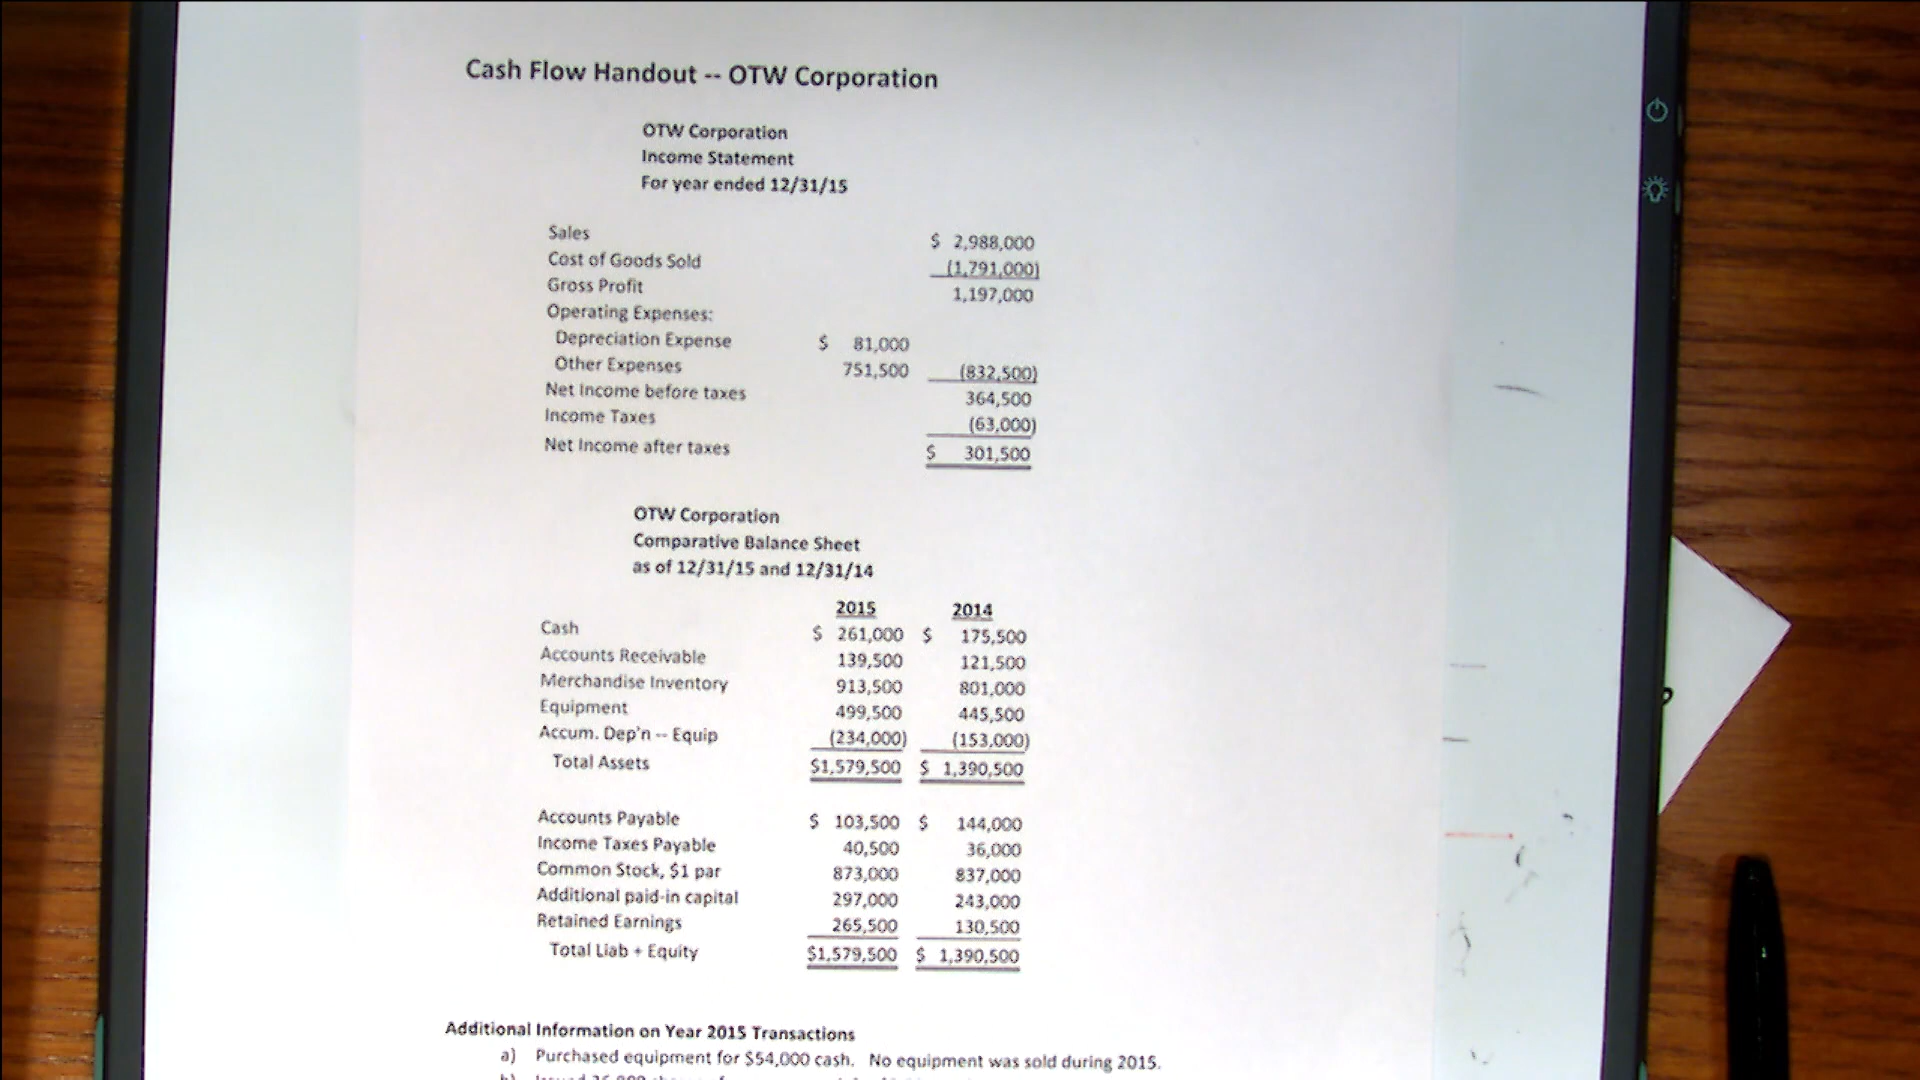 Cash Flow Handout -- OTW Corporation
OTW Corporation
Income Statement
For year ended 12/31/15
Sales $ 2,988,000
Cost of Goods Sold (1,791,000)
Gross Profit 1,197,000
Operating Expenses:
Depreciation Expense $ 81,000
Other Expenses 751,500 (832,500)
Net Income before taxes 364,500
Income Taxes (63,000)
Net Income after taxes $ 301,500
OTW Corporation
Comparative Balance Sheet
as of 12/31/15 and 12/31/14
2015 2014
Cash $ 261,000 $ 175,500
Accounts Receivable 139,500 121,500
Merchandise Inventory 913,500 801,000
Equipment 499,500 445,500
Accum. Dep'n -- Equip (234,000) (153,000)
Total Assets $1,579,500 $ 1,390,500
Accounts Payable $ 103,500 $ 144,000
Income Taxes Payable 40,500 36,000
Common Stock, $1 par 873,000 837,000
Additional paid-in capital 297,000 243,000
Retained Earnings 265,500 130,500
Total Liab + Equity $1,579,500 $ 1,390,500
Additional Information on Year 2015 Transactions
a) Purchased equipment for $54,000 cash. No equipment was sold during 2015.